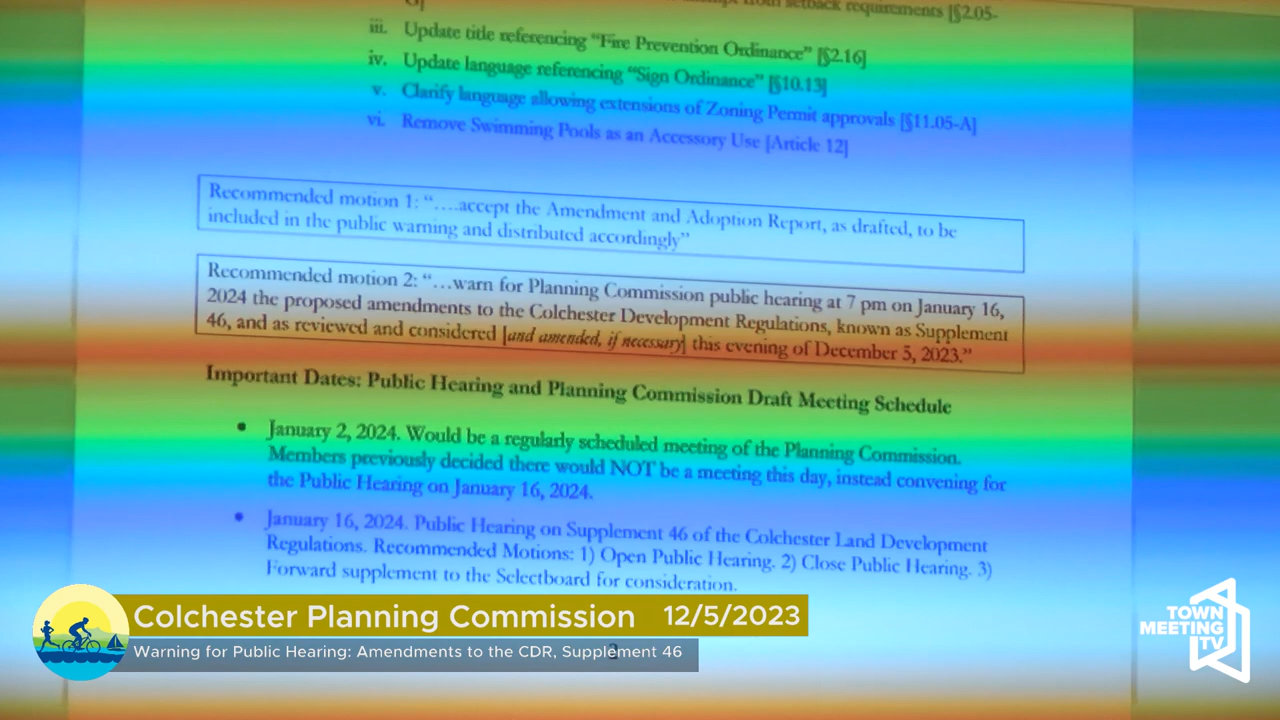 from setback requirements [§2.05-
G]
iii. Update title referencing “Fire Prevention Ordinance” [§2.16]
iv. Update language referencing “Sign Ordinance” [§10.13]
v. Clarify language allowing extensions of Zoning Permit approvals [§11.05-A]
vi. Remove Swimming Pools as an Accessory Use [Article 12]
Recommended motion 1: “….accept the Amendment and Adoption Report, as drafted, to be
included in the public warning and distributed accordingly”
Recommended motion 2: “…warn for Planning Commission public hearing at 7 pm on January 16,
2024 the proposed amendments to the Colchester Development Regulations, known as Supplement
46, and as reviewed and considered [and amended, if necessary] this evening of December 5, 2023.”
Important Dates: Public Hearing and Planning Commission Draft Meeting Schedule
• January 2, 2024. Would be a regularly scheduled meeting of the Planning Commission.
Members previously decided there would NOT be a meeting this day, instead convening for
the Public Hearing on January 16, 2024.
• January 16, 2024. Public Hearing on Supplement 46 of the Colchester Land Development
Regulations. Recommended Motions: 1) Open Public Hearing. 2) Close Public Hearing. 3)
Forward supplement to the Selectboard for consideration.
Colchester Planning Commission 12/5/2023
Warning for Public Hearing: Amendments to the CDR, Supplement 46
TOWN
MEETING
TV